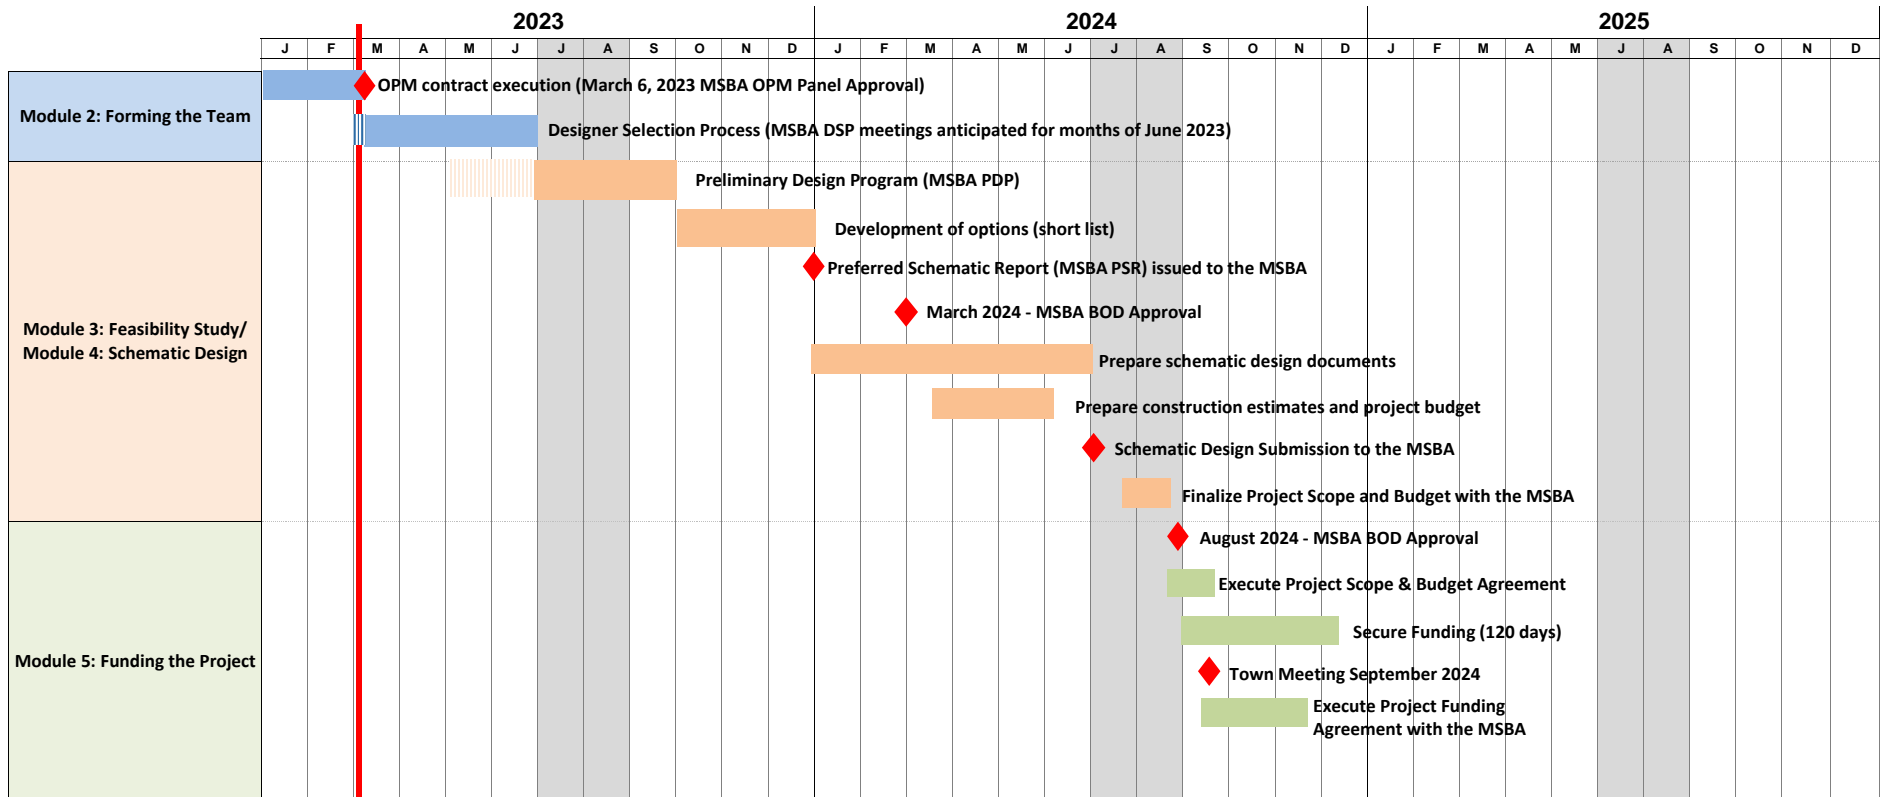 2023 2024 2025
J F M A M J J A S O N D J F M A M J J A S O N D J F M A M J J A S O N D
Module 2: Forming the Team
OPM contract execution (March 6, 2023 MSBA OPM Panel Approval)
Designer Selection Process (MSBA DSP meetings anticipated for months of June 2023)
Module 3: Feasibility Study/
Module 4: Schematic Design
Preliminary Design Program (MSBA PDP)
Development of options (short list)
Preferred Schematic Report (MSBA PSR) issued to the MSBA
March 2024 - MSBA BOD Approval
Prepare schematic design documents
Prepare construction estimates and project budget
Schematic Design Submission to the MSBA
Finalize Project Scope and Budget with the MSBA
Module 5: Funding the Project
August 2024 - MSBA BOD Approval
Execute Project Scope & Budget Agreement
Secure Funding (120 days)
Town Meeting September 2024
Execute Project Funding
Agreement with the MSBA